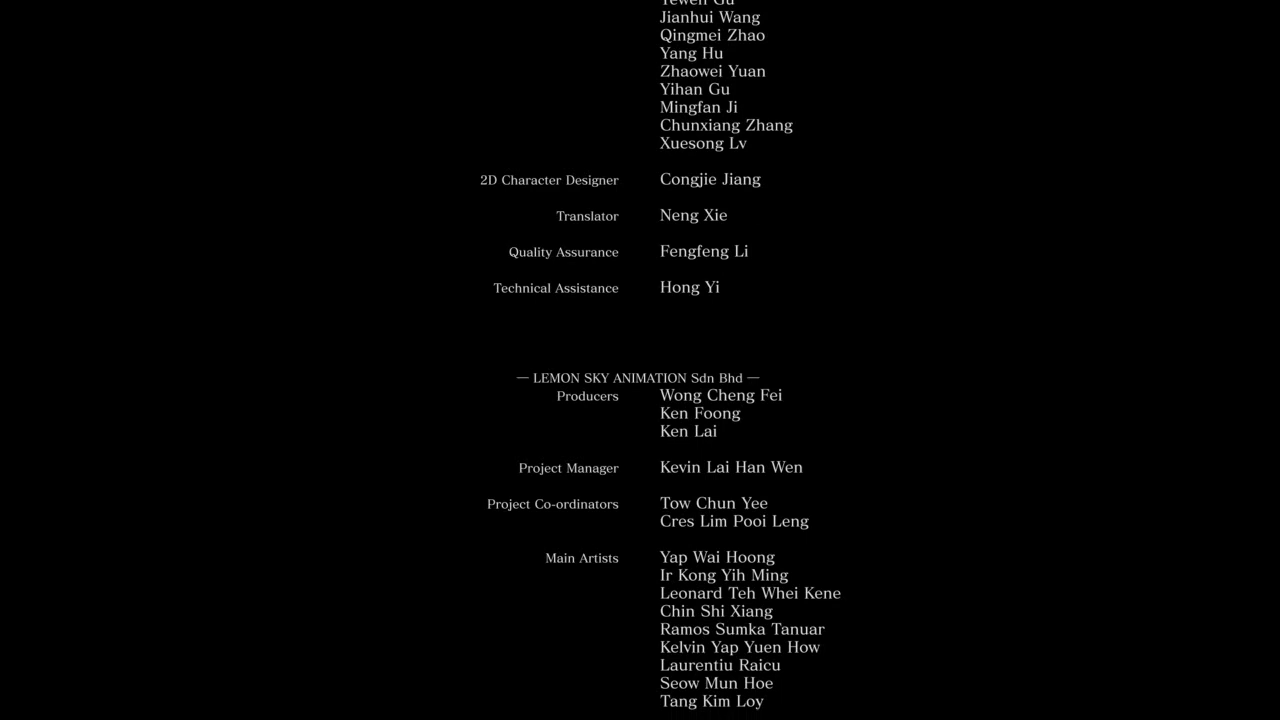 Yewen Gu
Jianhui Wang
Qingmei Zhao
Yang Hu
Zhaowei Yuan
Yihan Gu
Mingfan Ji
Chunxiang Zhang
Xuesong Lv
2D Character Designer Congjie Jiang
Translator Neng Xie
Quality Assurance Fengfeng Li
Technical Assistance Hong Yi
— LEMON SKY ANIMATION Sdn Bhd —
Producers Wong Cheng Fei
Ken Foong
Ken Lai
Project Manager Kevin Lai Han Wen
Project Co-ordinators Tow Chun Yee
Cres Lim Pooi Leng
Main Artists Yap Wai Hoong
Ir Kong Yih Ming
Leonard Teh Whei Kene
Chin Shi Xiang
Ramos Sumka Tanuar
Kelvin Yap Yuen How
Laurentiu Raicu
Seow Mun Hoe
Tang Kim Loy